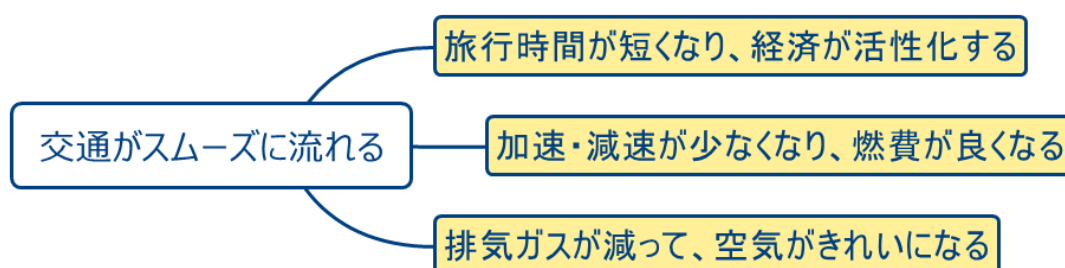 旅行時間が短くなり、経済が活性化する
交通がスムーズに流れる
加速・減速が少なくなり、燃費が良くなる
排気ガスが減って、空気がきれいになる